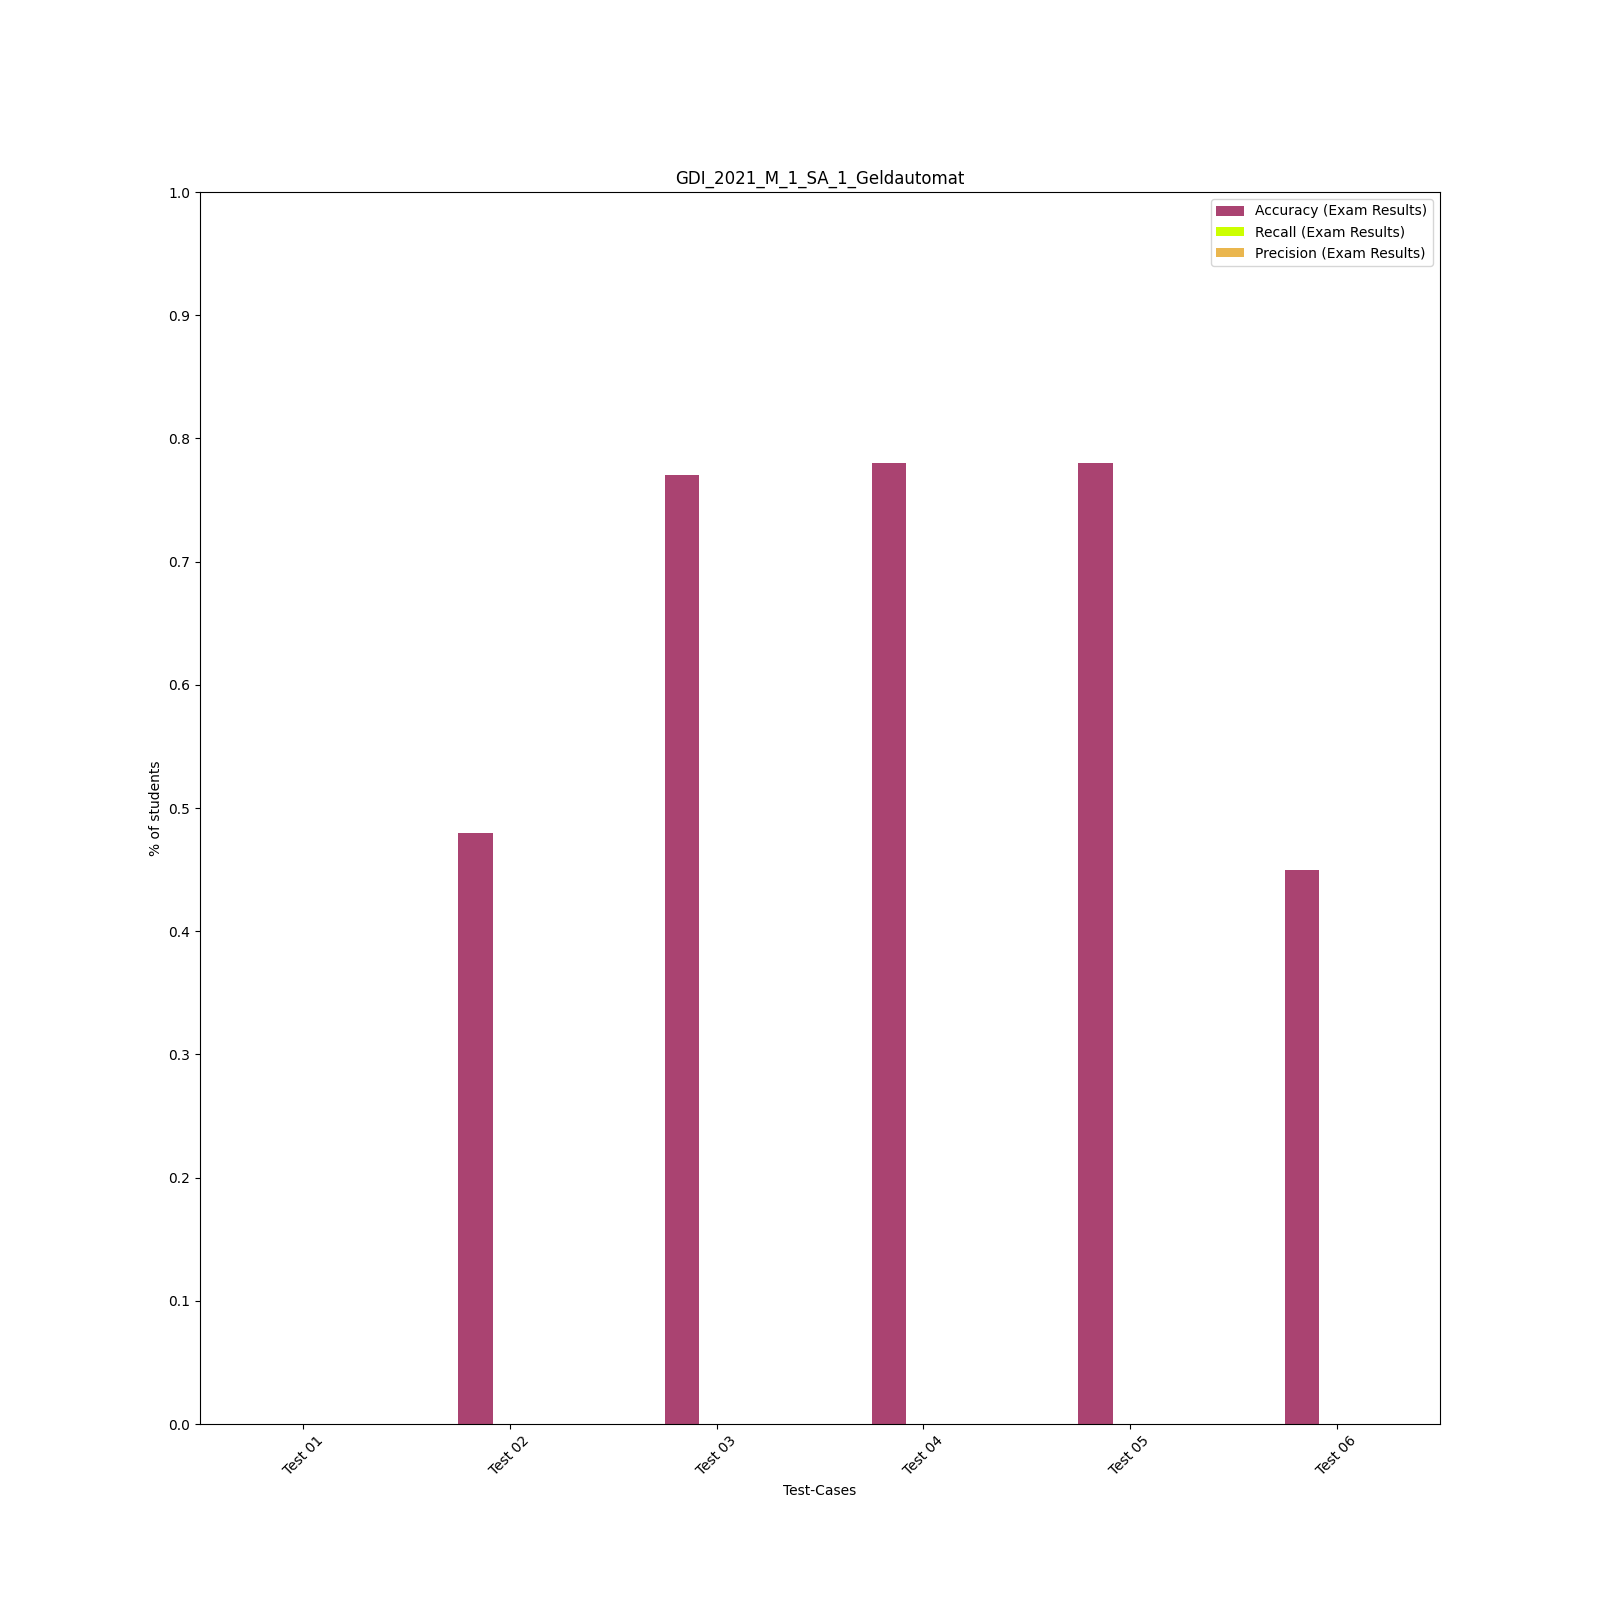 GDI_2021_M_1_SA_1_Geldautomat
Accuracy (Exam Results)
Recall (Exam Results)
Precision (Exam Results)
1.0
0.9
0.8
0.7
0.6
0.5
0.4
0.3
0.2
0.1
0.0
% of students
Test 01
Test 02
Test 03
Test 04
Test 05
Test 06
Test-Cases